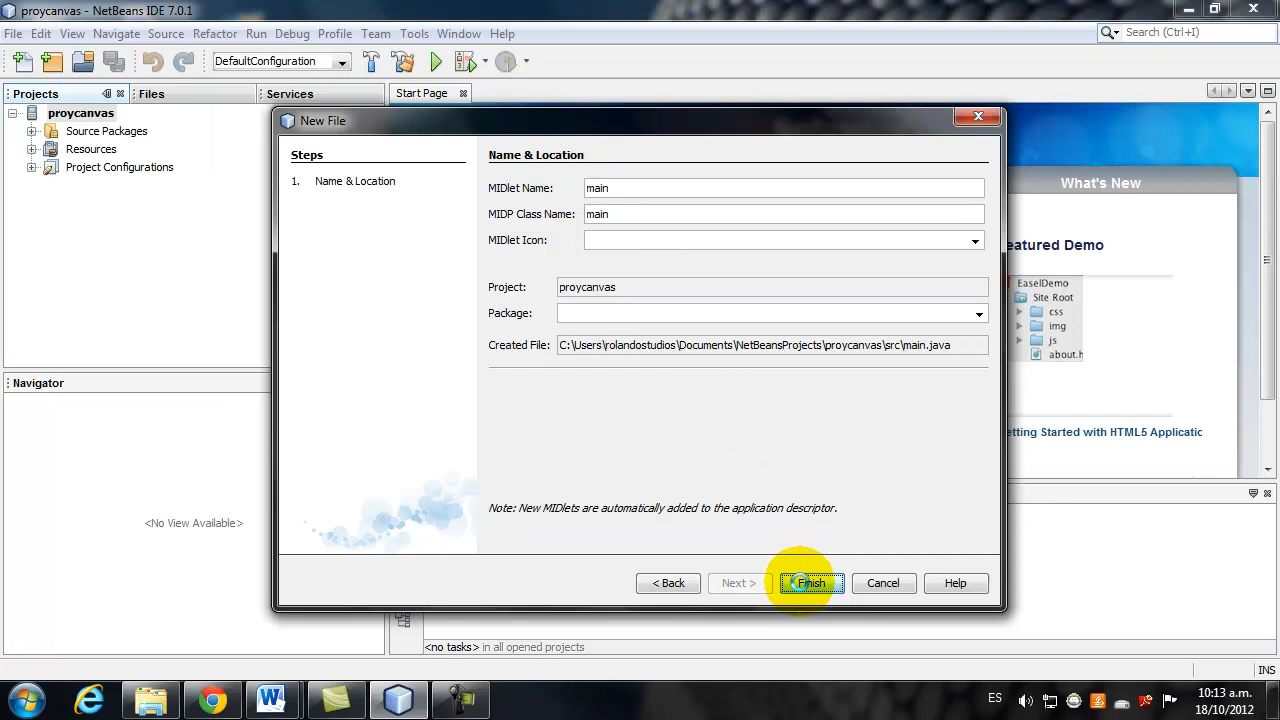 proycanvas - NetBeans IDE 7.0.1
File Edit View Navigate Source Refactor Run Debug Profile Team Tools Window Help
Search (Ctrl+I)
DefaultConfiguration
Projects
Files
Services
Start Page
proycanvas
Source Packages
Resources
Project Configurations
Navigator
<No View Available>
New File
Steps
1. Name & Location
Name & Location
MIDlet Name: main
MIDP Class Name: main
MIDlet Icon:
Project: proycanvas
Package:
Created File: C:\Users\rolandostudios\Documents\NetBeansProjects\proycanvas\src\main.java
Note: New MIDlets are automatically added to the application descriptor.
< Back
Next >
Finish
Cancel
Help
What's New
eatured Demo
EaselDemo
Site Root
css
img
js
about.h
etting Started with HTML5 Applicatic
<no tasks> in all opened projects
INS
ES
10:13 a.m.
18/10/2012